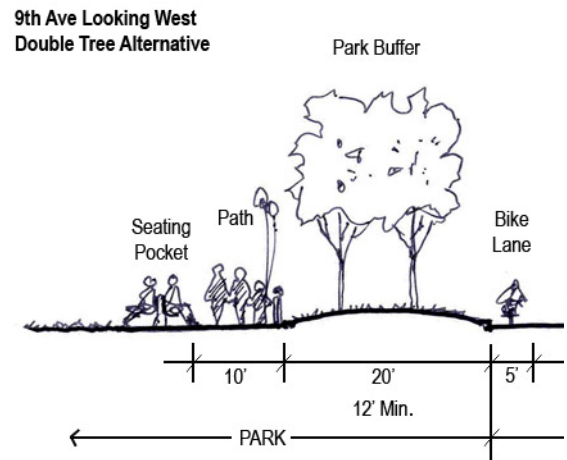 9th Ave Looking West
Double Tree Alternative
Park Buffer
Seating
Pocket
Path
Bike
Lane
10'
20'
5'
12' Min.
PARK